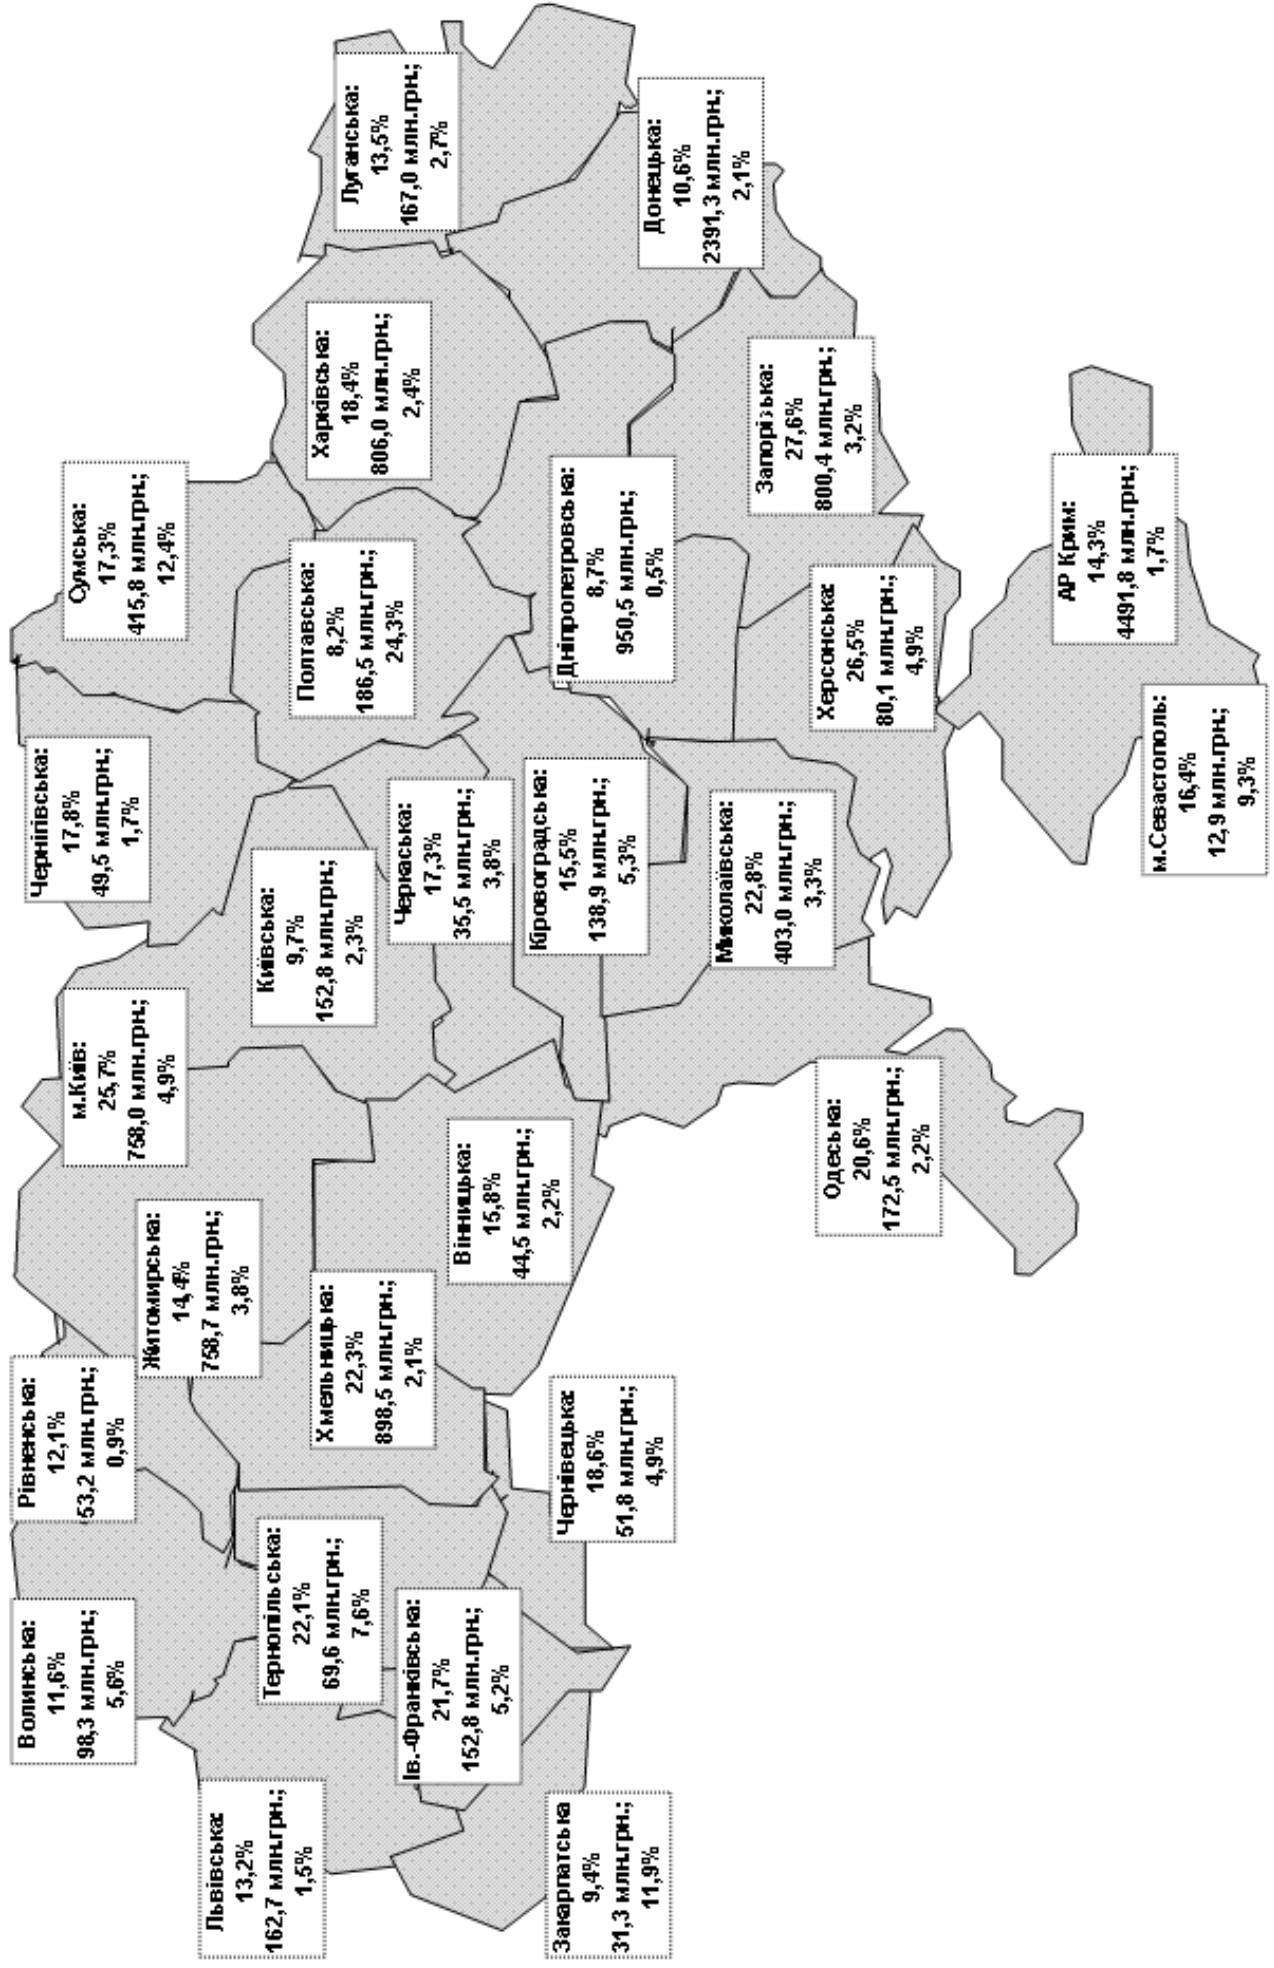 Волинська:
11,6%
98,3 млн.грн.;
5,6%
Рівненська:
12,1%
53,2 млн.грн.;
0,9%
м.Київ:
25,7%
758,0 млн.грн.;
4,9%
Чернігівська:
17,8%
49,5 млн.грн.;
1,7%
Сумська:
17,3%
415,8 млн.грн.;
12,4%
Житомирська:
14,4%
758,7 млн.грн.;
3,8%
Львівська:
13,2%
162,7 млн.грн.;
1,5%
Тернопільська:
22,1%
69,6 млн.грн.;
7,6%
Хмельницька:
22,3%
898,5 млн.грн.;
2,1%
Київська:
9,7%
152,8 млн.грн.;
2,3%
Полтавська:
8,2%
186,5 млн.грн.;
24,3%
Харківська:
18,4%
806,0 млн.грн.;
2,4%
Луганська:
13,5%
167,0 млн.грн.;
2,7%
Ів.-Франківська:
21,7%
152,8 млн.грн.;
5,2%
Вінницька:
15,8%
44,5 млн.грн.;
2,2%
Черкаська:
17,3%
35,5 млн.грн.;
3,8%
Закарпатська
9,4%
31,3 млн.грн.;
11,9%
Чернівецька:
18,6%
51,8 млн.грн.;
4,9%
Кіровоградська:
15,5%
138,9 млн.грн.;
5,3%
Дніпропетровська:
8,7%
950,5 млн.грн.;
0,5%
Донецька:
10,6%
2391,3 млн.грн.;
2,1%
Одеська:
20,6%
172,5 млн.грн.;
2,2%
Миколаївська:
22,8%
403,0 млн.грн.;
3,3%
Херсонська:
26,5%
80,1 млн.грн.;
4,9%
Запорізька:
27,6%
800,4 млн.грн.;
3,2%
АР Крим:
14,3%
4491,8 млн.грн.;
1,7%
м.Севастополь:
16,4%
12,9 млн.грн.;
9,3%